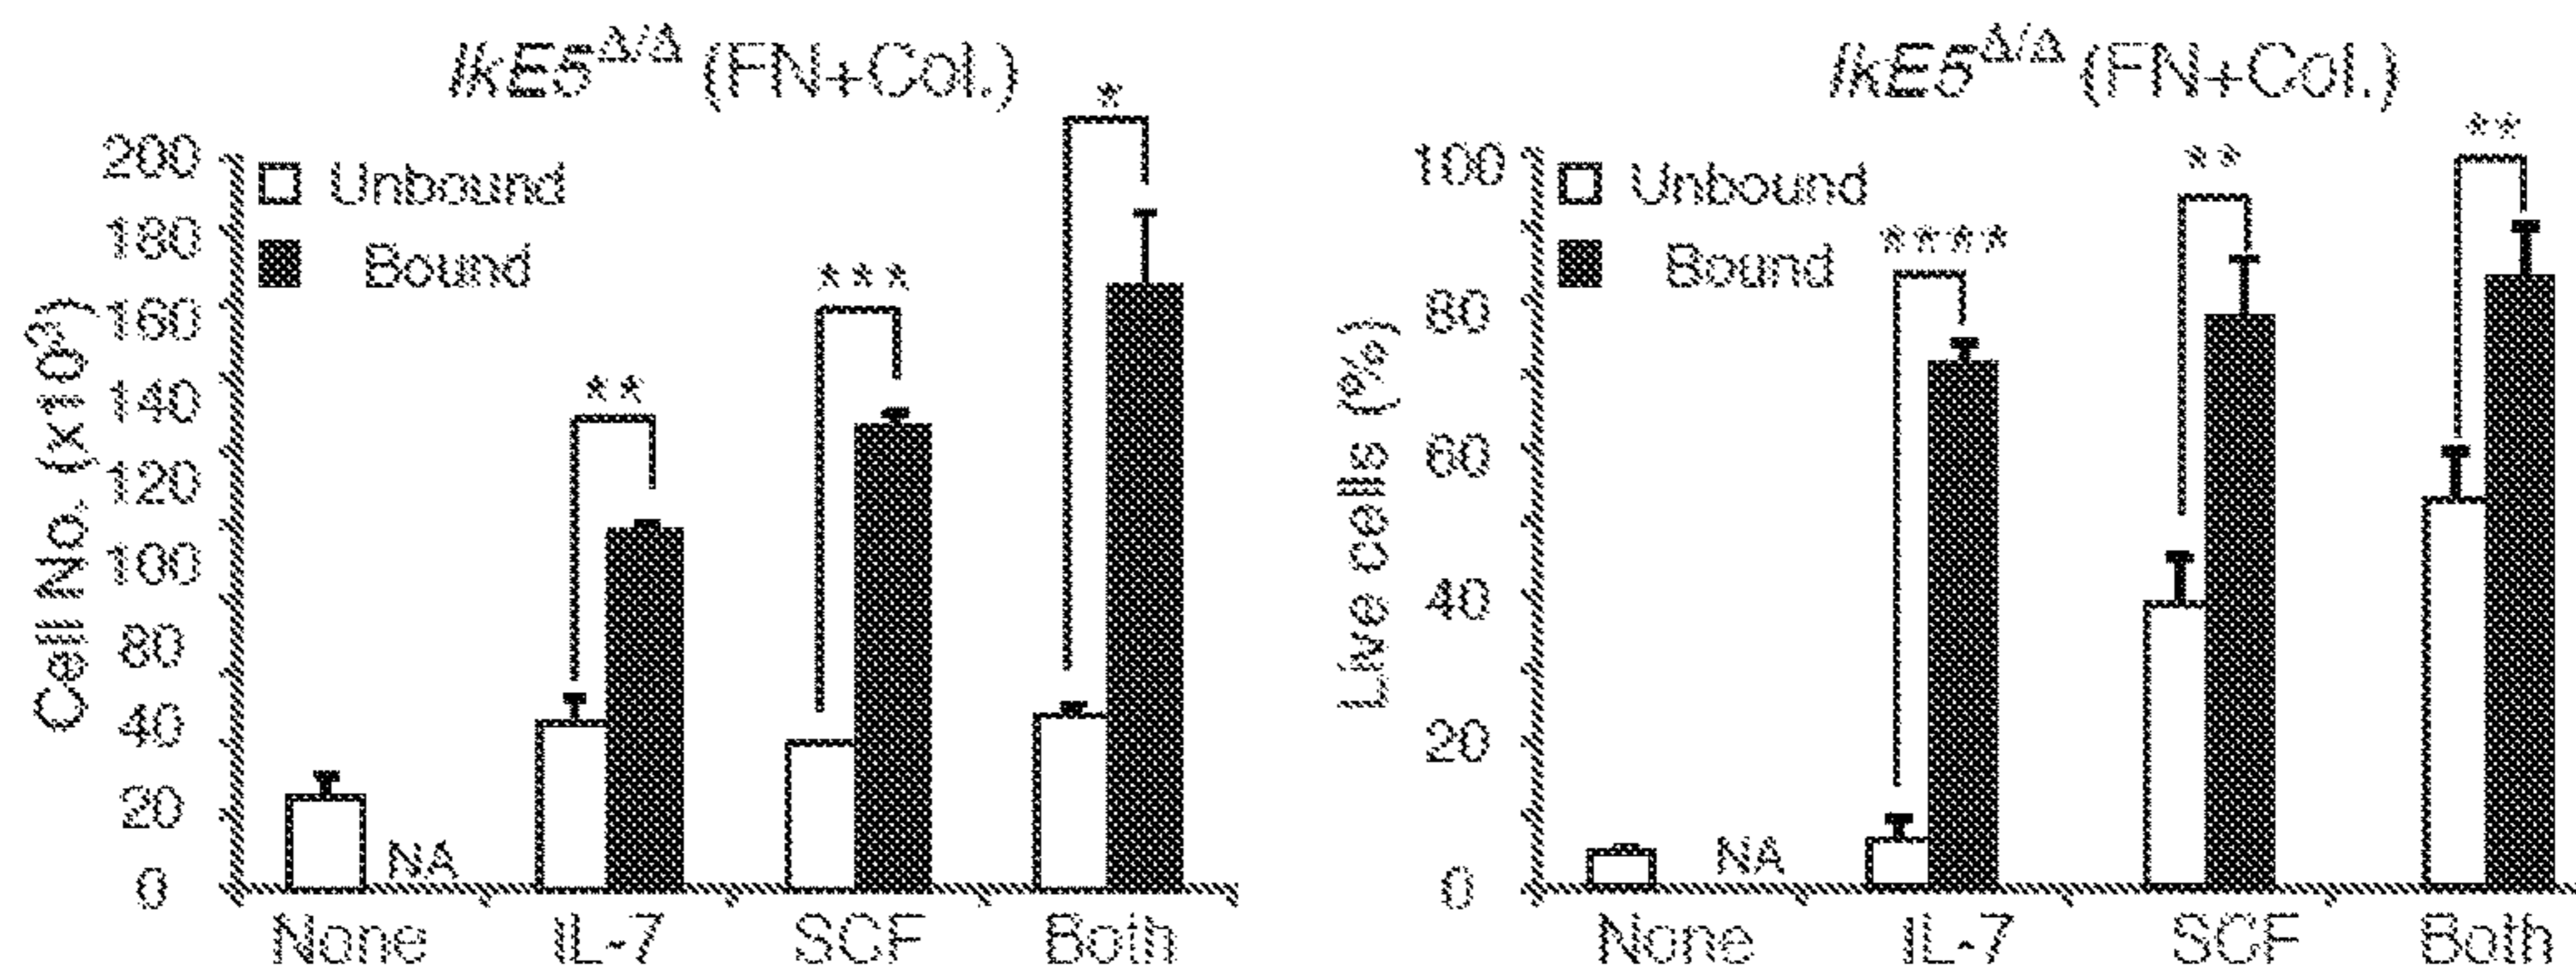 IkE5Δ/Δ (FN+Col.)
*
200
Unbound
180
Bound
***
160
140
**
120
100
80
40
20
NA
0
Cell No. (x10³)
None IL-7 SCF Both
IkE5Δ/Δ (FN+Col.)
**
**
100
Unbound
****
Bound
80
60
40
20
NA
0
Live cells (%)
None IL-7 SCF Both